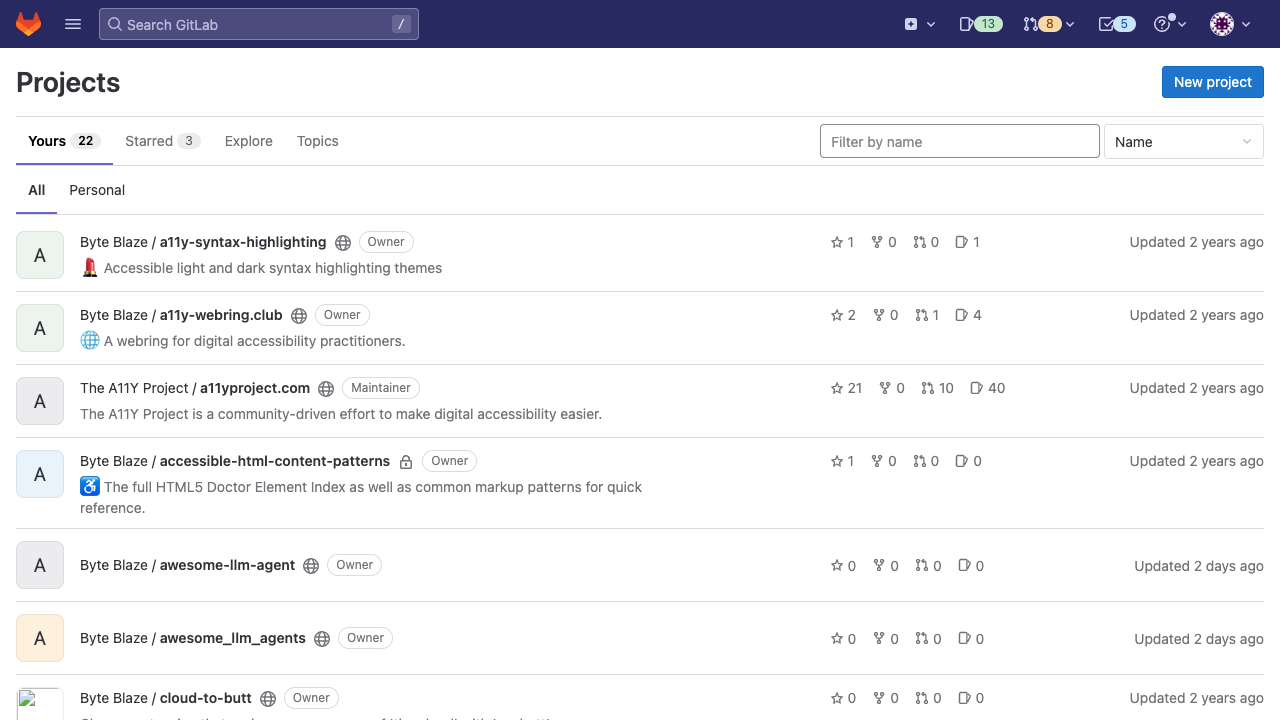 Search GitLab /
13
8
5
Projects
New project
Yours 22
Starred 3
Explore
Topics
Filter by name
Name
All
Personal
A
Byte Blaze / a11y-syntax-highlighting Owner
1 0 0 1
Updated 2 years ago
💄 Accessible light and dark syntax highlighting themes
A
Byte Blaze / a11y-webring.club Owner
2 0 1 4
Updated 2 years ago
🌐 A webring for digital accessibility practitioners.
A
The A11Y Project / a11yproject.com Maintainer
21 0 10 40
Updated 2 years ago
The A11Y Project is a community-driven effort to make digital accessibility easier.
A
Byte Blaze / accessible-html-content-patterns Owner
1 0 0 0
Updated 2 years ago
♿ The full HTML5 Doctor Element Index as well as common markup patterns for quick
reference.
A
Byte Blaze / awesome-llm-agent Owner
0 0 0 0
Updated 2 days ago
A
Byte Blaze / awesome_llm_agents Owner
0 0 0 0
Updated 2 days ago
Byte Blaze / cloud-to-butt Owner
0 0 0 0
Updated 2 years ago